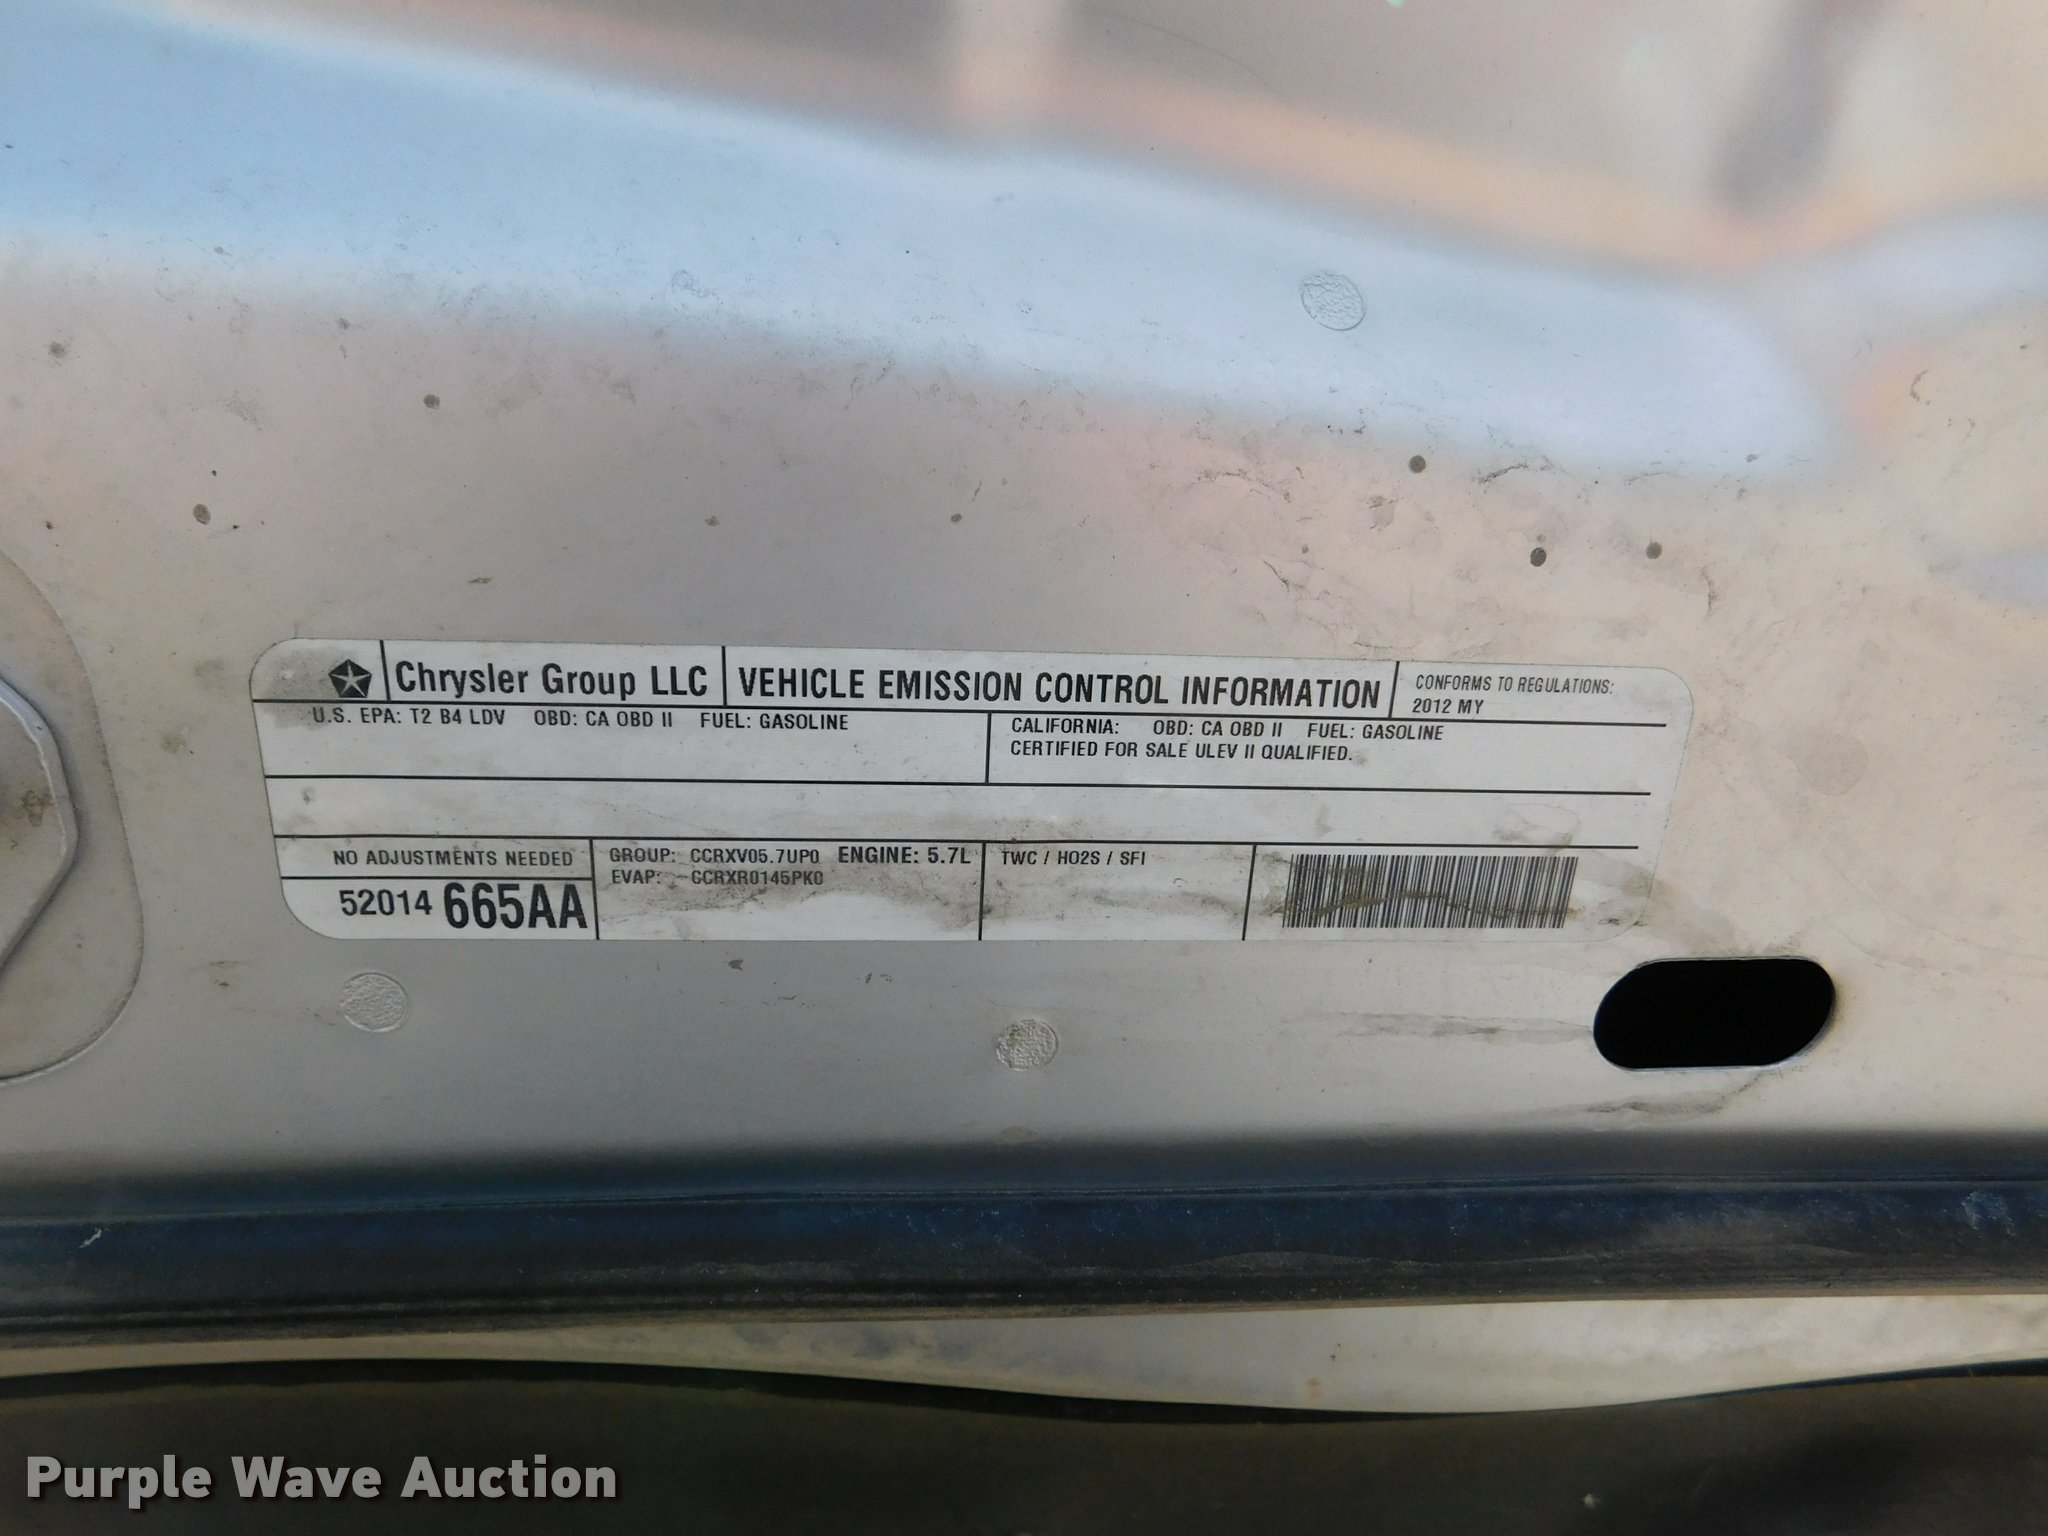 Chrysler Group LLC
VEHICLE EMISSION CONTROL INFORMATION
CONFORMS TO REGULATIONS:
2012 MY
U.S. EPA: T2 B4 LDV OBD: CA OBD II FUEL: GASOLINE
CALIFORNIA: OBD: CA OBD II FUEL: GASOLINE
CERTIFIED FOR SALE ULEV II QUALIFIED.
NO ADJUSTMENTS NEEDED
52014 665AA
GROUP: CCRXV05.7UP0 ENGINE: 5.7L
EVAP: CCRXR0145PK0
TWC / HO2S / SFI
Purple Wave Auction